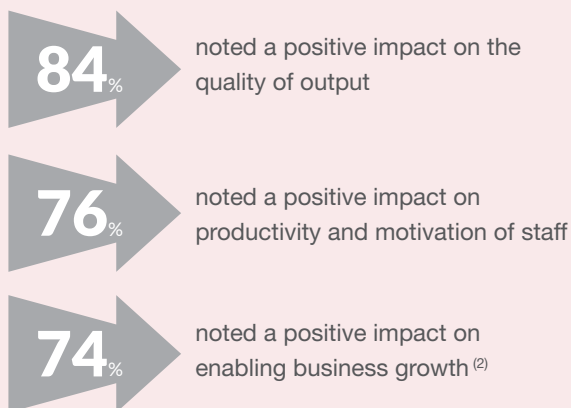 84%
noted a positive impact on the
quality of output
76%
noted a positive impact on
productivity and motivation of staff
74%
noted a positive impact on
enabling business growth (2)